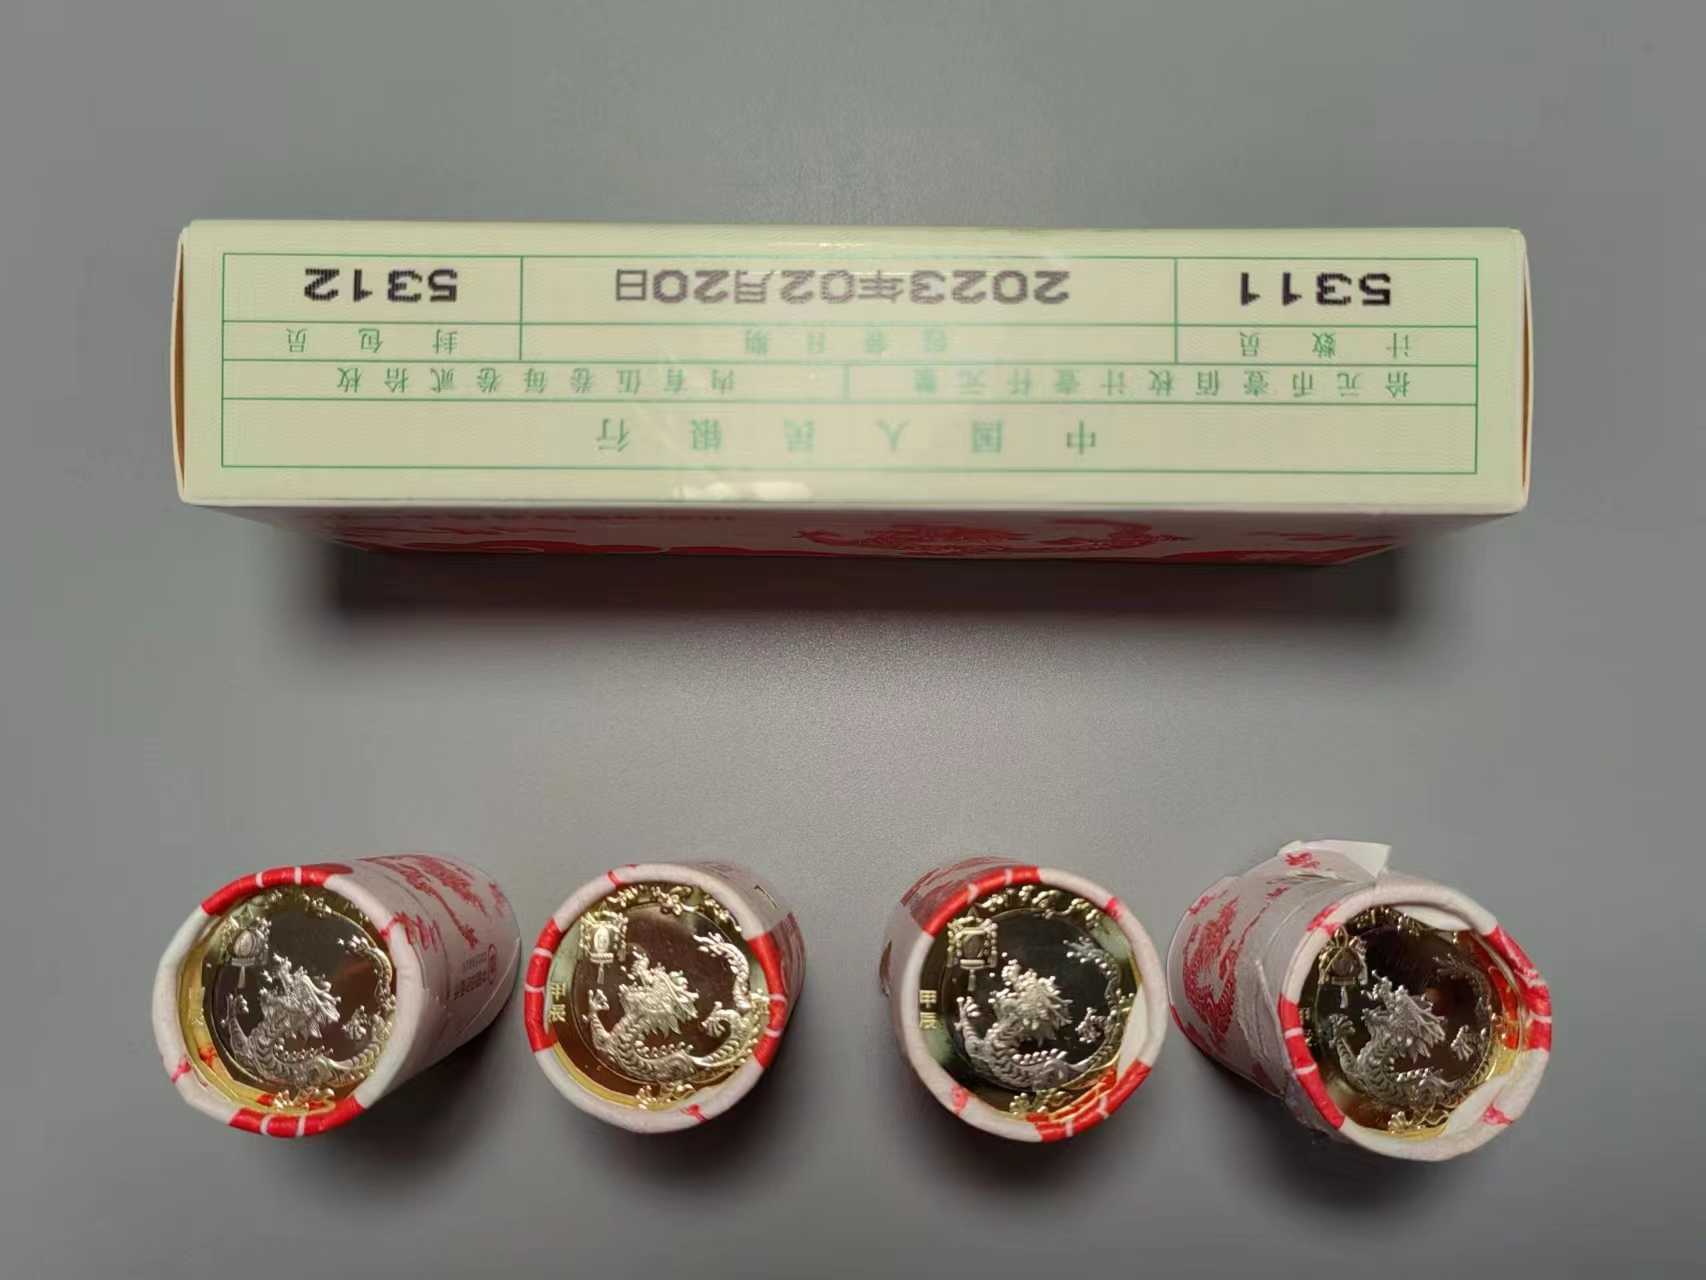 中国人民银行
拾元币壹佰枚计壹仟元整 内有伍卷每卷贰拾枚
计数员 包装日期 封包员
5311 2023年02月20日 5312
甲辰
甲辰